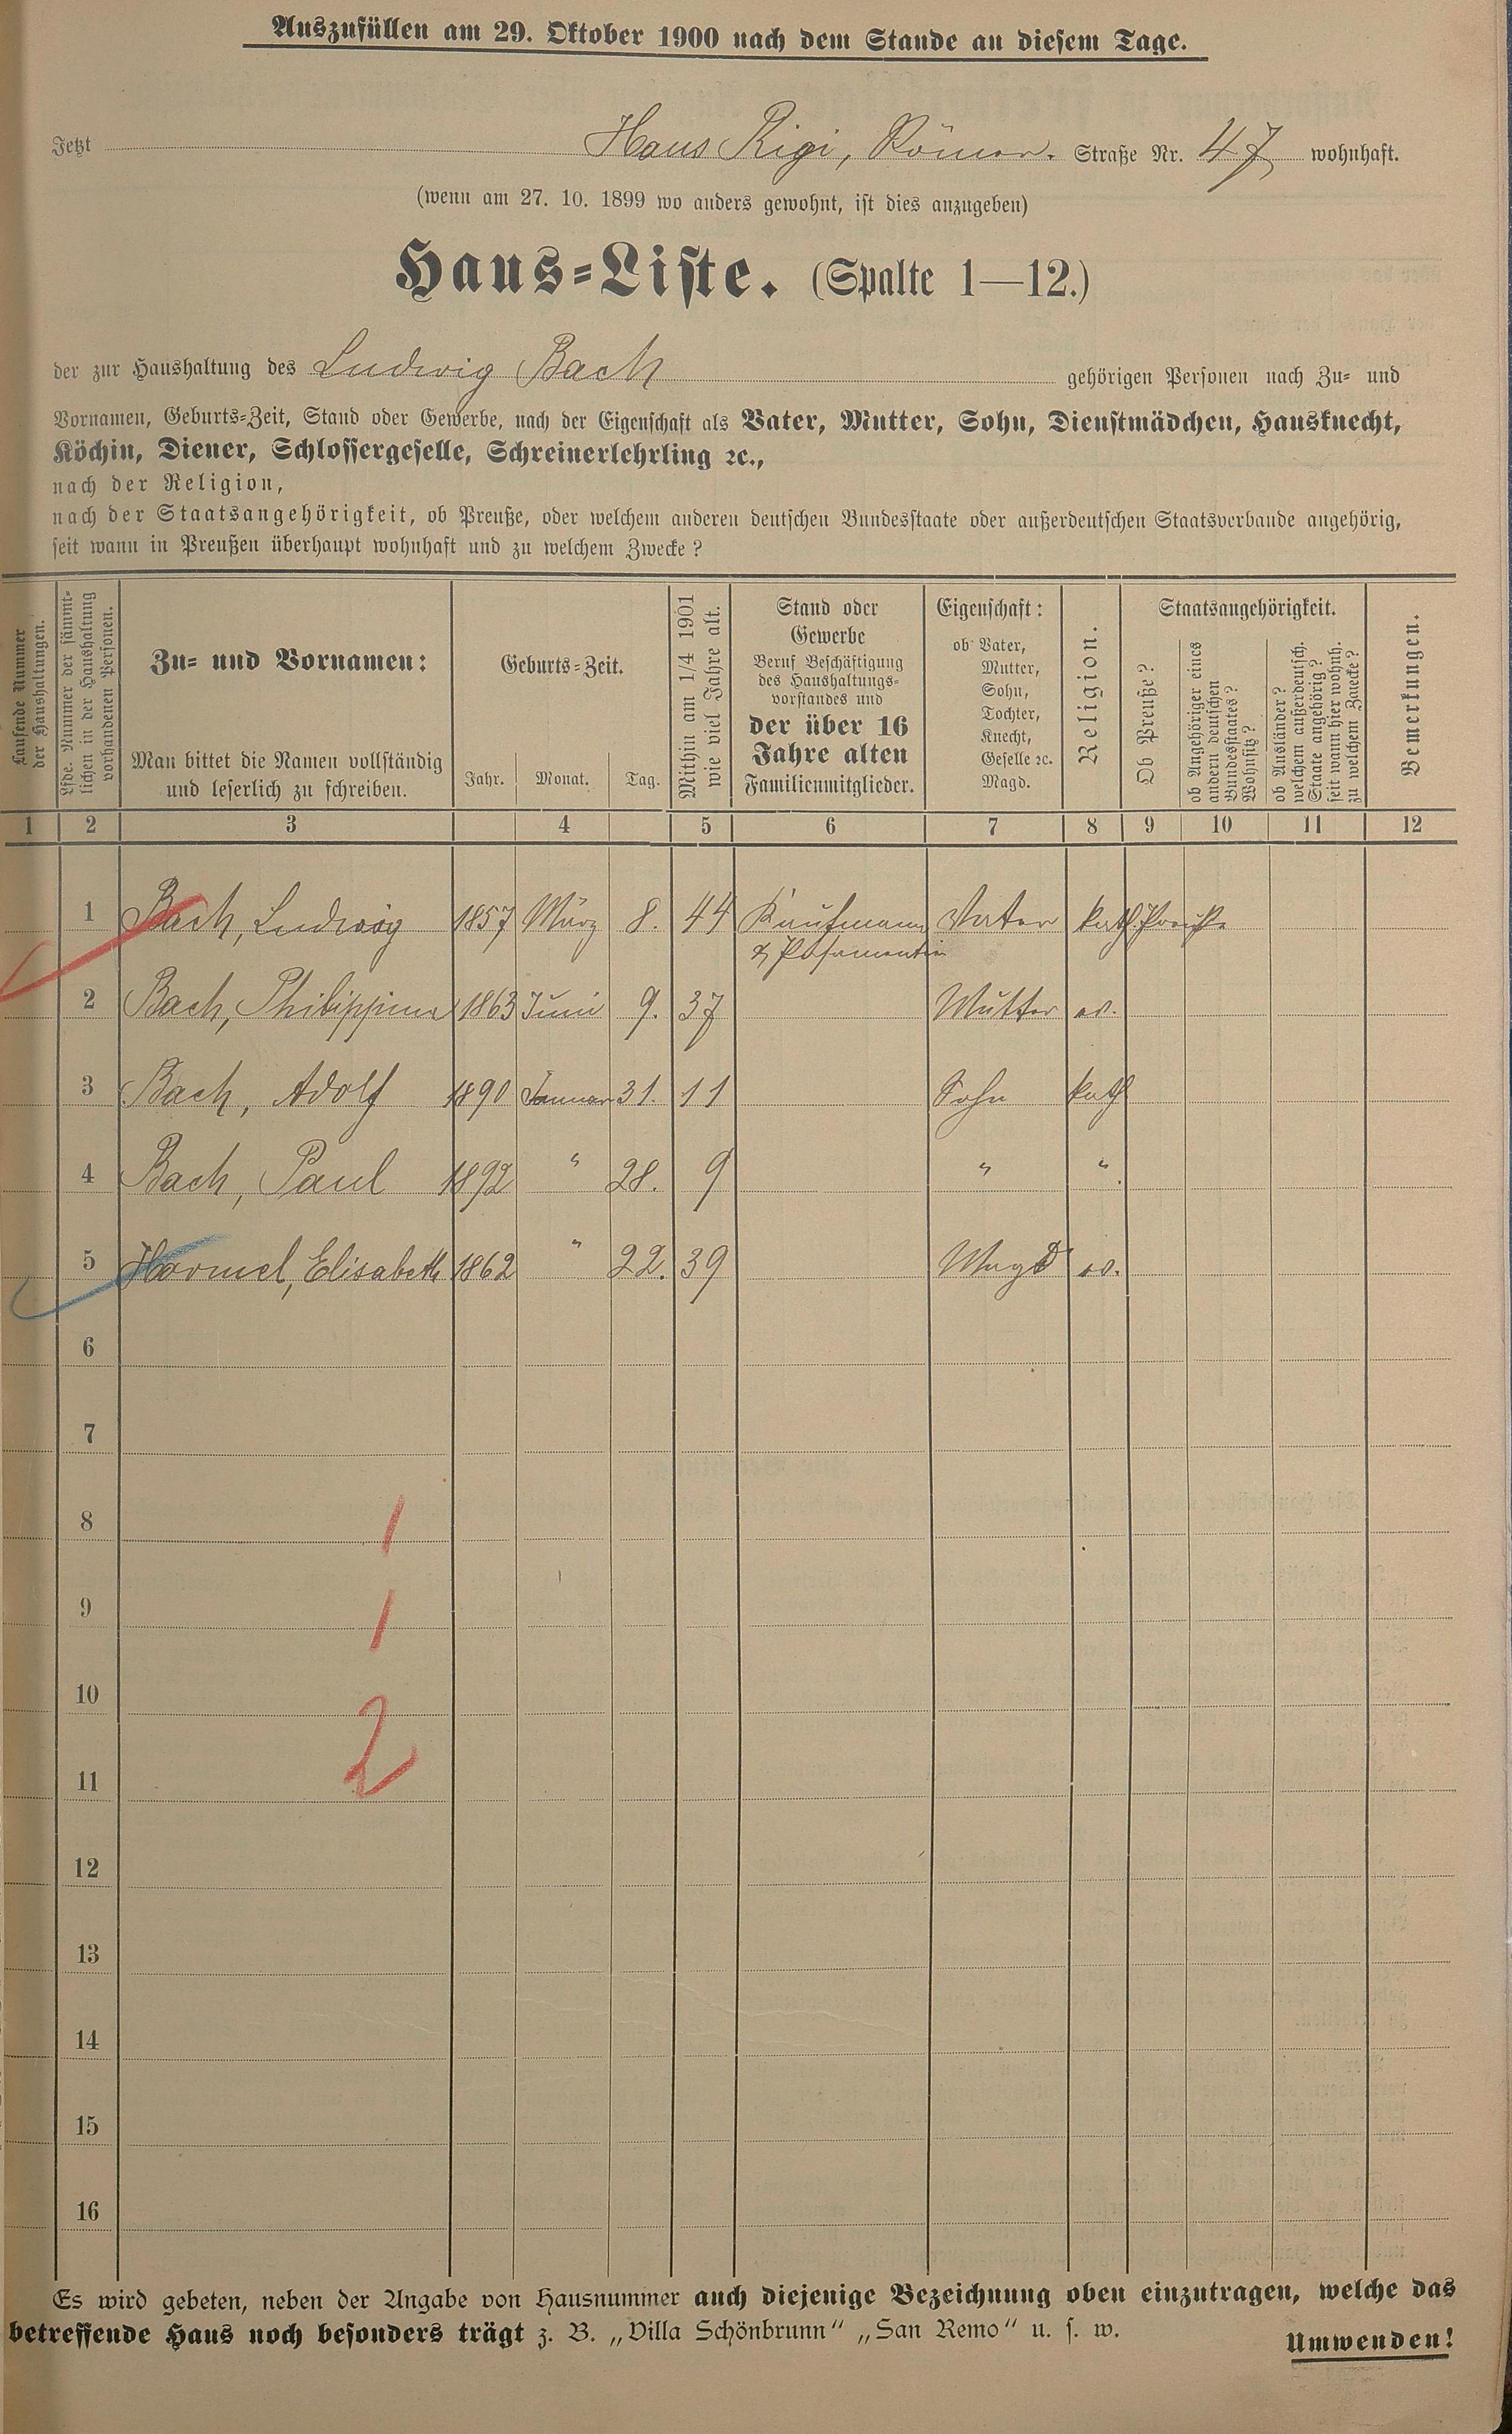 Auszufüllen am 29. Oktober 1900 nach dem Stande an diesem Tage.
Jetzt Haus Rigi, Römer. Straße Nr. 47 wohnhaft.
(wenn am 27. 10. 1899 wo anders gewohnt, ist dies anzugeben)
Haus-Liste. (Spalte 1—12.)
der zur Haushaltung des Ludwig Bach gehörigen Personen nach Zu- und
Vornamen, Geburts-Zeit, Stand oder Gewerbe, nach der Eigenschaft als Vater, Mutter, Sohn, Dienstmädchen, Hausknecht,
Köchin, Diener, Schlossergeselle, Schreinerlehrling ꝛc.,
nach der Religion,
nach der Staatsangehörigkeit, ob Preuße, oder welchem anderen deutschen Bundesstaate oder außerdeutschen Staatsverbande angehörig,
seit wann in Preußen überhaupt wohnhaft und zu welchem Zwecke?
Laufende Nummer
der Haushaltungen.
Lfde. Nummer der sämmt-
lichen in der Haushaltung
vorhandenen Personen.
Zu- und Vornamen:
Man bittet die Namen vollständig
und leserlich zu schreiben.
Geburts-Zeit.
Jahr. Monat. Tag.
Mithin am 1/4 1901
wie viel Jahre alt.
Stand oder
Gewerbe
Beruf Beschäftigung
des Haushaltungs-
vorstandes und
der über 16
Jahre alten
Familienmitglieder.
Eigenschaft:
ob Vater,
Mutter,
Sohn,
Tochter,
Knecht,
Geselle ꝛc.
Magd.
Religion.
Staatsangehörigkeit.
Ob Preuße?
ob Angehöriger eines
andern deutschen
Bundesstaates?
Wohnsitz?
ob Ausländer?
welchem außerdeutsch.
Staate angehörig?
seit wann hier wohnh.
zu welchem Zwecke?
Bemerkungen.
1 2 3 4 5 6 7 8 9 10 11 12
1 Bach, Ludwig 1857 März 8. 44 Kaufmann Vater kath Preuße
& Posamentier
2 Bach, Philippine 1863 Juni 9. 37 Mutter ev.
3 Bach, Adolf 1890 Januar 31. 11 Sohn kath
4 Bach, Paul 1892 " 28. 9 " "
5 Hormel, Elisabeth 1862 " 22. 39 Magd ev.
6
7
8 1
9 1
10
2
11
12
13
14
15
16
Es wird gebeten, neben der Angabe von Hausnummer auch diejenige Bezeichnung oben einzutragen, welche das
betreffende Haus noch besonders trägt z. B. „Villa Schönbrunn“ „San Remo“ u. s. w.
Umwenden!